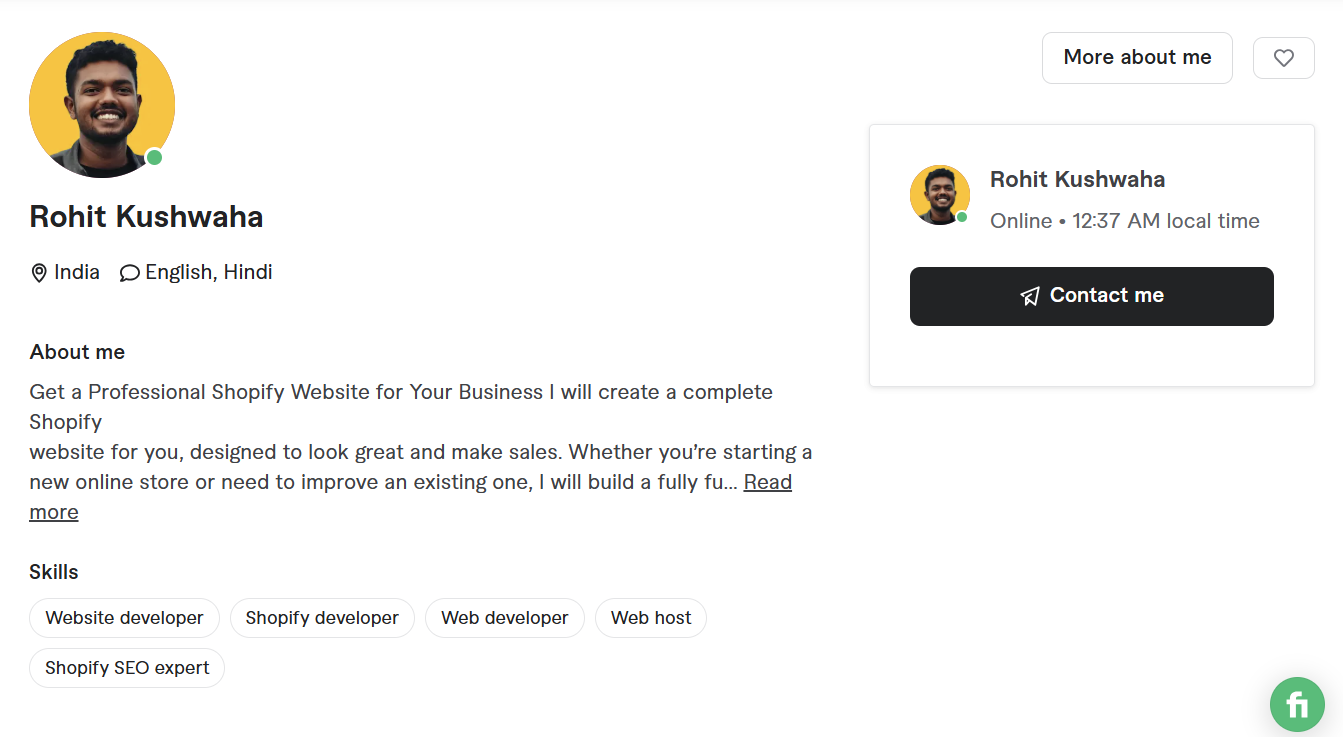 More about me
Rohit Kushwaha
India English, Hindi
About me
Get a Professional Shopify Website for Your Business I will create a complete
Shopify
website for you, designed to look great and make sales. Whether you’re starting a
new online store or need to improve an existing one, I will build a fully fu... Read
more
Skills
Website developer Shopify developer Web developer Web host
Shopify SEO expert
Rohit Kushwaha
Online • 12:37 AM local time
Contact me
fi